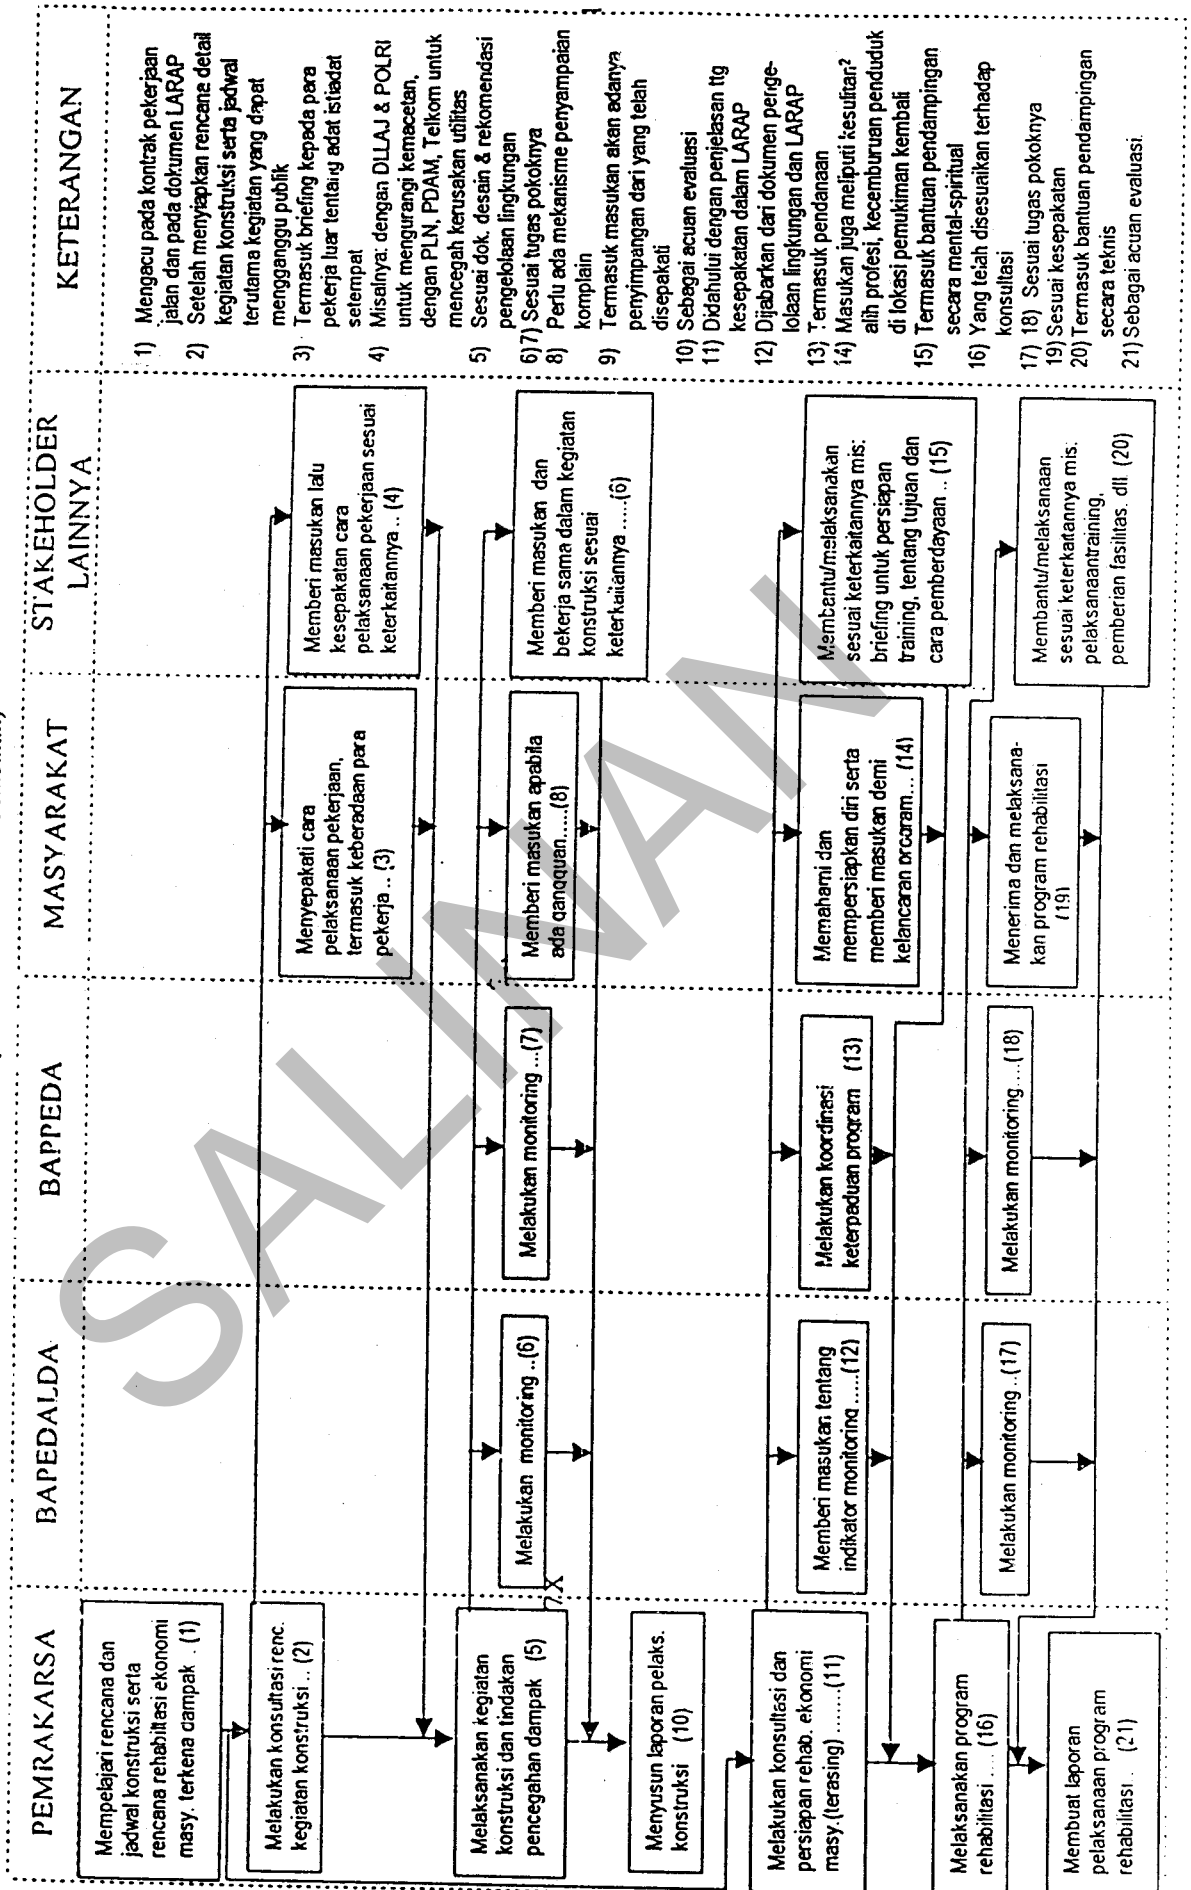 PEMRAKARSA
BAPEDALDA
BAPPEDA
MASYARAKAT
STAKEHOLDER
LAINNYA
KETERANGAN
Mempelajari rencana dan
jadwal konstruksi serta
rencana rehabilitasi ekonomi
masy. terkena dampak . (1)
Melakukan konsultasi renc.
kegiatan konstruksi.. (2)
Menyepakati cara
pelaksanaan pekerjaan,
termasuk keberadaan para
pekerja .. (3)
Memberi masukan lalu
kesepakatan cara
pelaksanaan pekerjaan sesuai
keterkaitannya .. (4)
Melaksanakan kegiatan
konstruksi dan tindakan
pencegahan dampak (5)
Melakukan monitoring ..(6)
Melakukan monitoring ...(7)
Memberi masukan apabila
ada gangguan.....(8)
Memberi masukan dan
bekerja sama dalam kegiatan
konstruksi sesuai
keterkaitannya .....(6)
Menyusun laporan pelaks.
konstruksi (10)
Melakukan konsultasi dan
persiapan rehab. ekonomi
masy.(terasing) .......(11)
Memberi masukan tentang
indikator monitoring .....(12)
Melakukan koordinasi
keterpaduan program (13)
Memahami dan
mempersiapkan diri serta
memberi masukan demi
kelancaran program... (14)
Membantu/melaksanakan
sesuai keterkaitannya mis:
briefing untuk persiapan
training, tentang tujuan dan
cara pemberdayaan .. (15)
Melaksanakan program
rehabilitasi .... (16)
Melakukan monitoring ..(17)
Melakukan monitoring....(18)
Menerima dan melaksana-
kan program rehabilitasi
(19)
Membantu/melaksanaan
sesuai keterkaitannya mis.
pelaksanaantraining,
pemberian fasilitas. dll (20)
Membuat laporan
pelaksanaan program
rehabilitasi.. (21)
1) Mengacu pada kontrak pekerjaan
jalan dan pada dokumen LARAP
2) Setelah menyiapkan rencane detail
kegiatan konstruksi serta jadwal
terutama kegiatan yang dapat
mengganggu publik
3) Termasuk briefing kepada para
pekerja luar tentang adat istiadat
setempat
4) Misalnya: dengan DLLAJ & POLRI
untuk mengurangi kemacetan,
dengan PLN, PDAM, Telkom untuk
mencegah kerusakan utilitas
5) Sesuai dok. desain & rekomendasi
pengelolaan lingkungan
6)7) Sesuai tugas pokoknya
8) Perlu ada mekanisme penyampaian
komplain
9) Termasuk masukan akan adanya
penyimpangan dari yang telah
disepakati
10) Sebagai acuan evaluasi
11) Didahului dengan penjelasan ttg
kesepakatan dalam LARAP
12) Dijabarkan dari dokumen penge-
lolaan lingkungan dan LARAP
13) Termasuk pendanaan
14) Masukan juga meliputi kesulitan²
alih profesi, kecemburuan penduduk
di lokasi pemukiman kembali
15) Termasuk bantuan pendampingan
secara mental-spiritual
16) Yang telah disesuaikan terhadap
konsultasi
17) 18) Sesuai tugas pokoknya
19) Sesuai kesepakatan
20) Termasuk bantuan pendampingan
secara teknis
21) Sebagai acuan evaluasi.
SALINAN